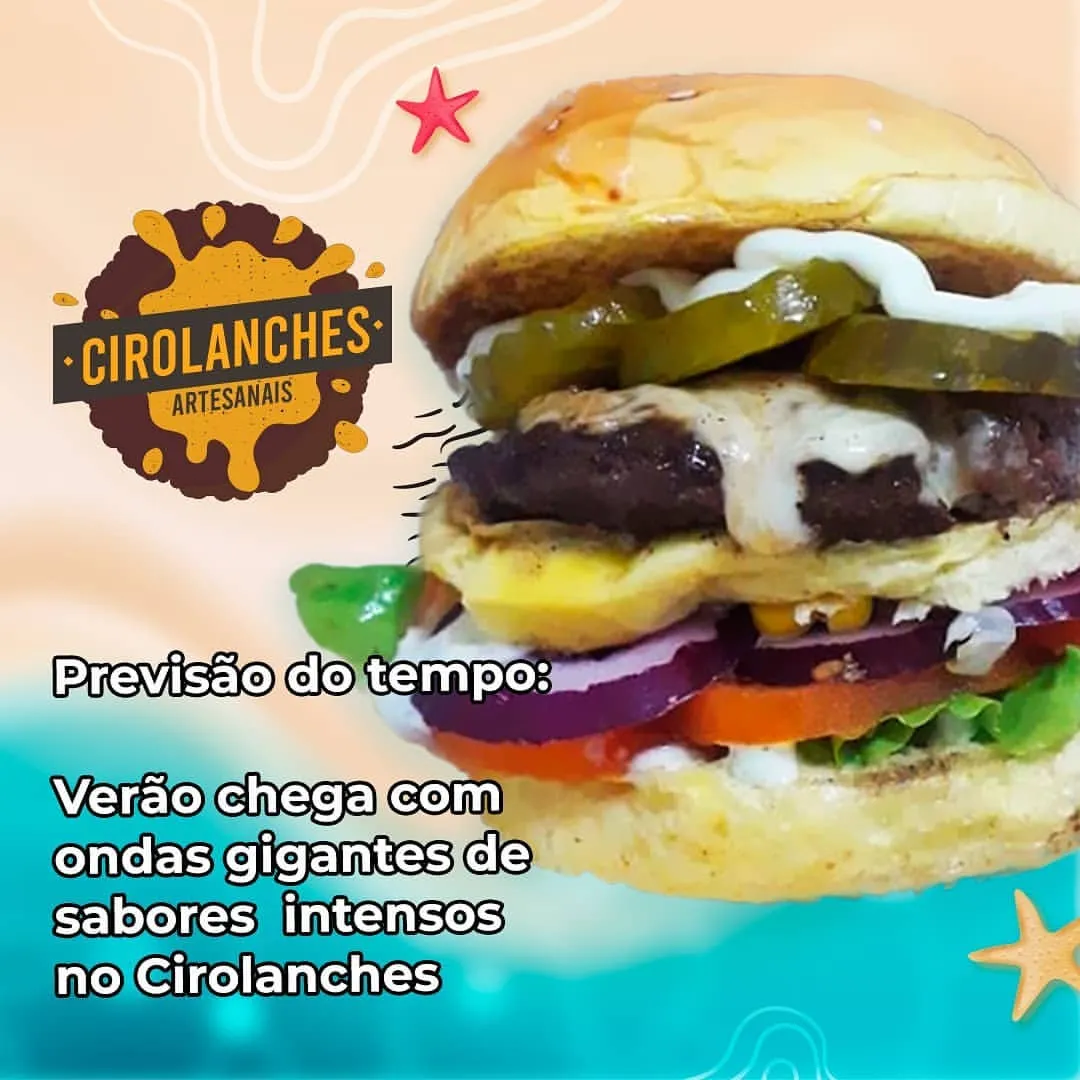 ·CIROLANCHES·
ARTESANAIS
Previsão do tempo:
Verão chega com
ondas gigantes de
sabores intensos
no Cirolanches